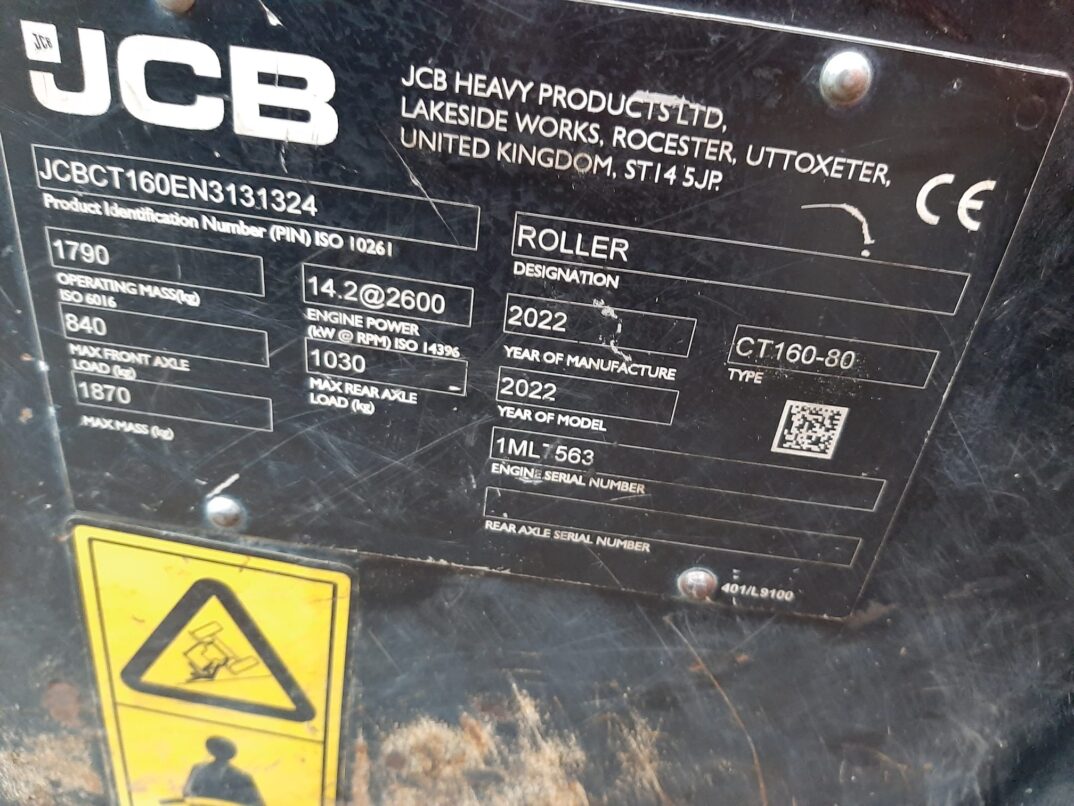 JCB
JCB
JCB HEAVY PRODUCTS LTD,
LAKESIDE WORKS, ROCESTER, UTTOXETER,
UNITED KINGDOM, ST14 5JP.
CE
JCBCT160EN3131324
Product Identification Number (PIN) ISO 10261
ROLLER
DESIGNATION
1790
OPERATING MASS(kg)
ISO 6016
14.2@2600
ENGINE POWER
(kW @ RPM) ISO 14396
2022
YEAR OF MANUFACTURE
CT160-80
TYPE
840
MAX FRONT AXLE
LOAD (kg)
1030
MAX REAR AXLE
LOAD (kg)
2022
YEAR OF MODEL
1870
MAX MASS (kg)
1ML7563
ENGINE SERIAL NUMBER
REAR AXLE SERIAL NUMBER
401/L9100